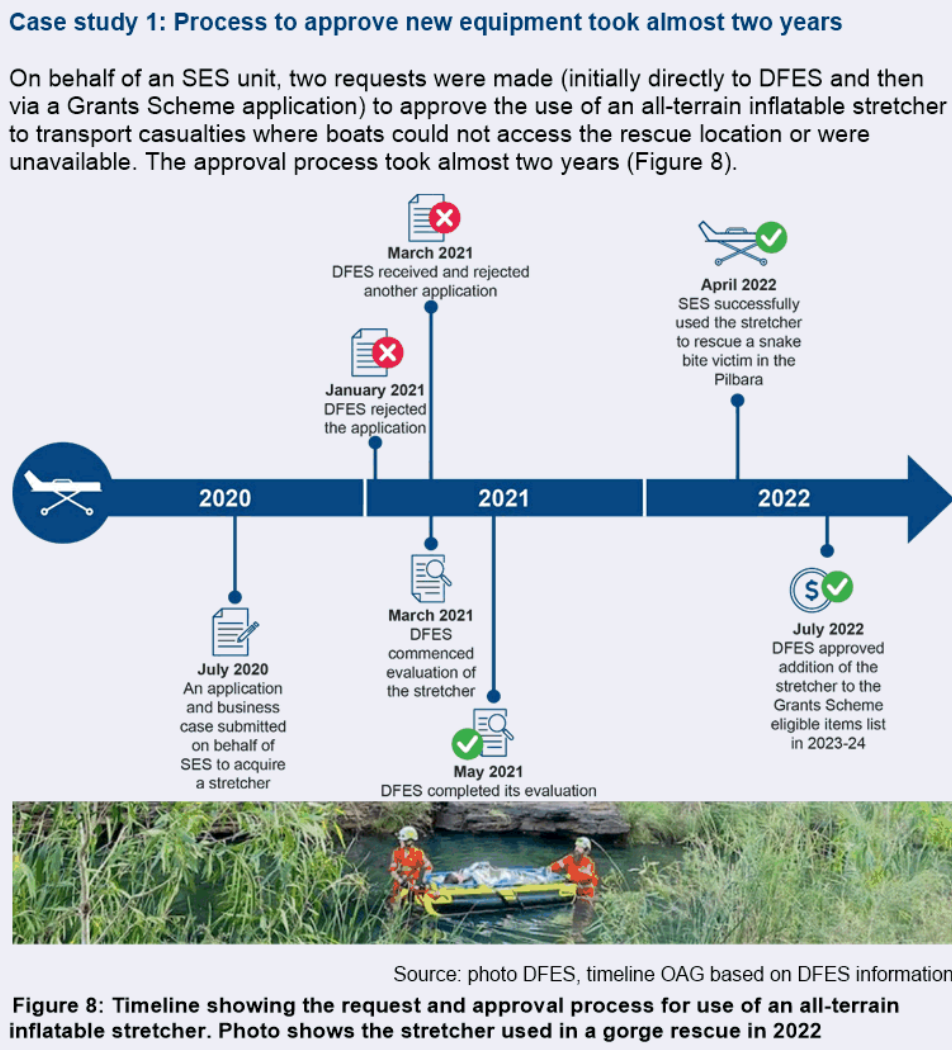 Case study 1: Process to approve new equipment took almost two years
On behalf of an SES unit, two requests were made (initially directly to DFES and then
via a Grants Scheme application) to approve the use of an all-terrain inflatable stretcher
to transport casualties where boats could not access the rescue location or were
unavailable. The approval process took almost two years (Figure 8).
March 2021
DFES received and rejected
another application
April 2022
SES successfully
used the stretcher
to rescue a snake
bite victim in the
Pilbara
January 2021
DFES rejected
the application
2020
2021
2022
July 2020
An application
and business
case submitted
on behalf of
SES to acquire
a stretcher
March 2021
DFES
commenced
evaluation of
the stretcher
May 2021
DFES completed its evaluation
$
July 2022
DFES approved
addition of the
stretcher to the
Grants Scheme
eligible items list
in 2023-24
Source: photo DFES, timeline OAG based on DFES information
Figure 8: Timeline showing the request and approval process for use of an all-terrain
inflatable stretcher. Photo shows the stretcher used in a gorge rescue in 2022